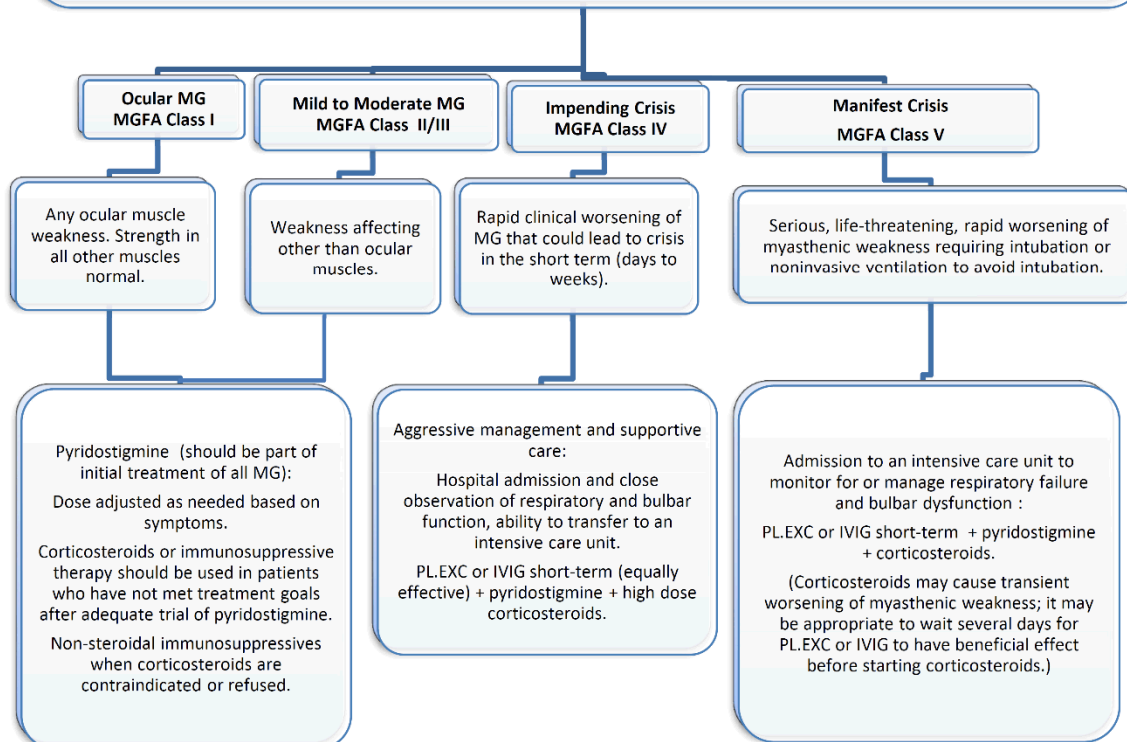 Ocular MG
MGFA Class I
Mild to Moderate MG
MGFA Class II/III
Impending Crisis
MGFA Class IV
Manifest Crisis
MGFA Class V
Any ocular muscle
weakness. Strength in
all other muscles
normal.
Weakness affecting
other than ocular
muscles.
Rapid clinical worsening of
MG that could lead to crisis
in the short term (days to
weeks).
Serious, life-threatening, rapid worsening of
myasthenic weakness requiring intubation or
noninvasive ventilation to avoid intubation.
Pyridostigmine (should be part of
initial treatment of all MG):
Dose adjusted as needed based on
symptoms.
Corticosteroids or immunosuppressive
therapy should be used in patients
who have not met treatment goals
after adequate trial of pyridostigmine.
Non-steroidal immunosuppressives
when corticosteroids are
contraindicated or refused.
Aggressive management and supportive
care:
Hospital admission and close
observation of respiratory and bulbar
function, ability to transfer to an
intensive care unit.
PL.EXC or IVIG short-term (equally
effective) + pyridostigmine + high dose
corticosteroids.
Admission to an intensive care unit to
monitor for or manage respiratory failure
and bulbar dysfunction :
PL.EXC or IVIG short-term + pyridostigmine
+ corticosteroids.
(Corticosteroids may cause transient
worsening of myasthenic weakness; it may
be appropriate to wait several days for
PL.EXC or IVIG to have beneficial effect
before starting corticosteroids.)